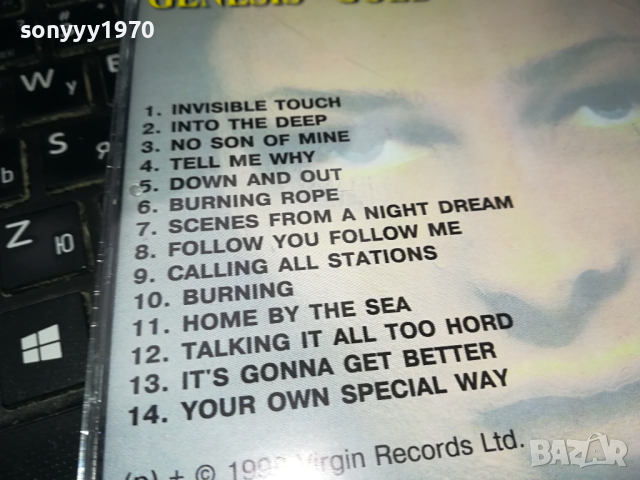 sonyyy1970
GENESIS GOLD
W
Z Ю
1. INVISIBLE TOUCH
2. INTO THE DEEP
3. NO SON OF MINE
4. TELL ME WHY
5. DOWN AND OUT
6. BURNING ROPE
7. SCENES FROM A NIGHT DREAM
8. FOLLOW YOU FOLLOW ME
9. CALLING ALL STATIONS
10. BURNING
11. HOME BY THE SEA
12. TALKING IT ALL TOO HORD
13. IT'S GONNA GET BETTER
14. YOUR OWN SPECIAL WAY
(p) + © Virgin Records Ltd.
BAZAR